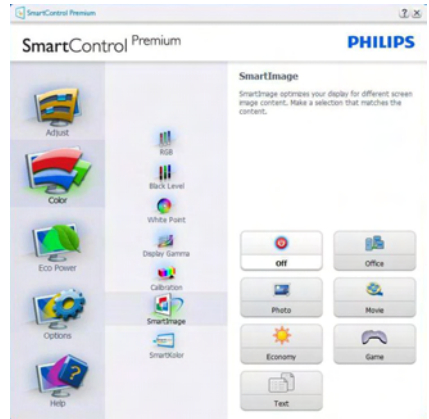 SmartControl Premium
SmartControl Premium
PHILIPS
Adjust
Color
Eco Power
Options
Help
RGB
Black Level
White Point
Display Gamma
Calibration
SmartImage
SmartKolor
SmartImage
SmartImage optimizes your display for different screen
image content. Make a selection that matches the
content.
Off
Office
Photo
Movie
Economy
Game
Text